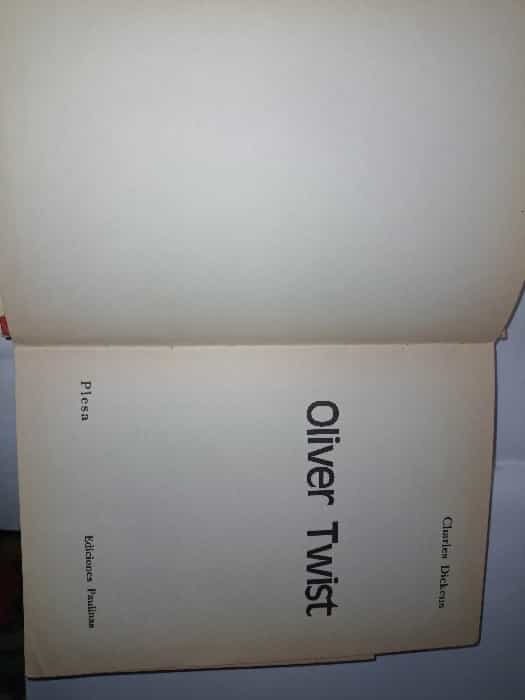 Charles Dickens
Oliver Twist
Plesa
Ediciones Paulinas